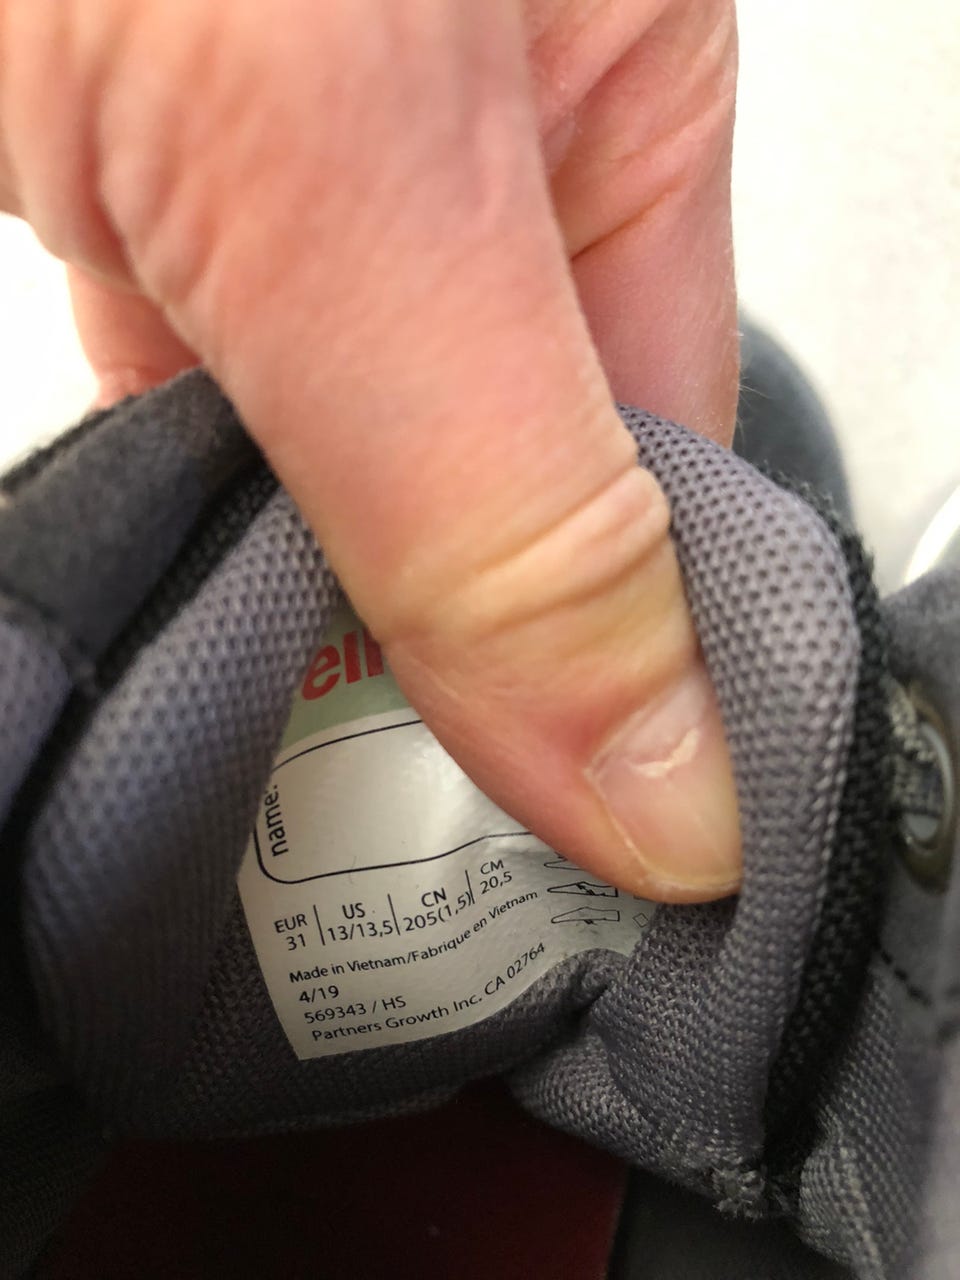 ell
name:
EUR | US | CN | CM
31 | 13/13,5 | 205(1,5) | 20,5
Made in Vietnam/Fabrique en Vietnam
4/19
569343 / HS
Partners Growth Inc. CA 02764